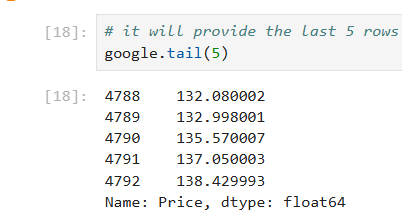 [18]: # it will provide the last 5 rows
google.tail(5)
[18]: 4788    132.080002
4789    132.998001
4790    135.570007
4791    137.050003
4792    138.429993
Name: Price, dtype: float64